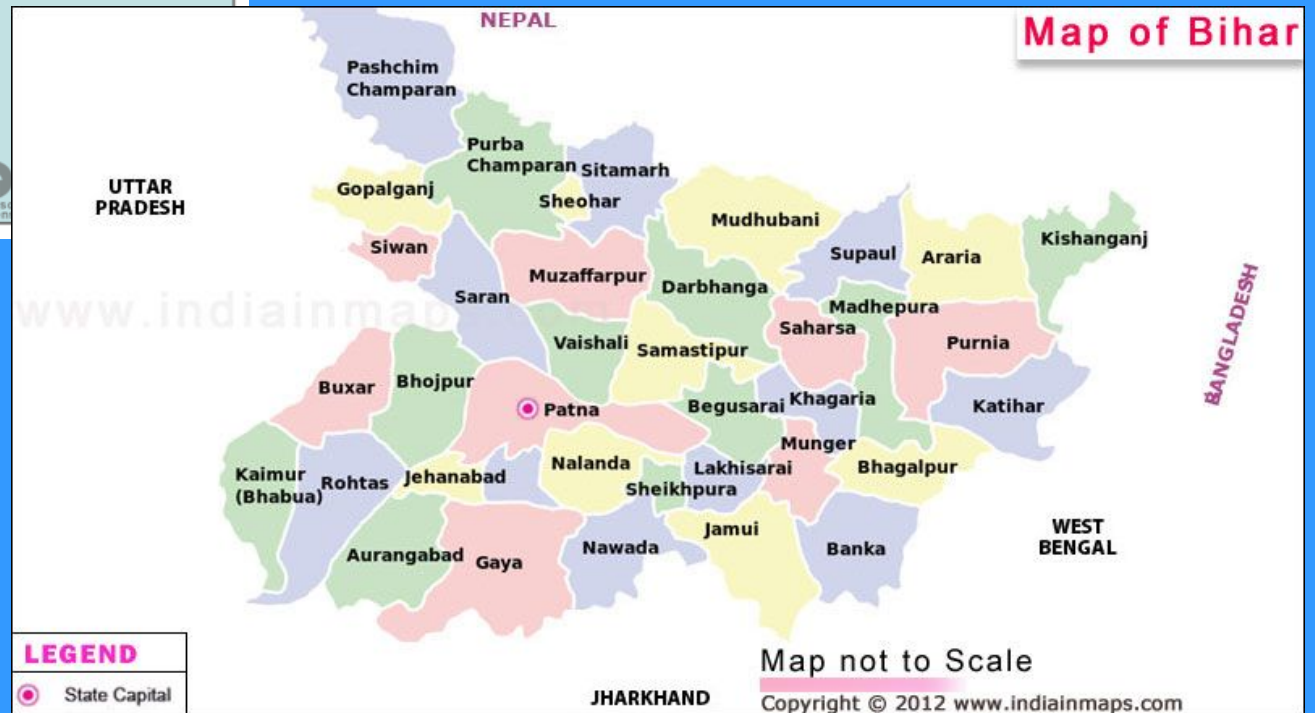 NEPAL
Map of Bihar
Pashchim
Champaran
Purba
Champaran
Sitamarh
UTTAR
PRADESH
Gopalganj
Sheohar
Mudhubani
Kishanganj
Siwan
Supaul
Araria
Muzaffarpur
Darbhanga
Saran
Madhepura
www.indiainmaps.com
Saharsa
BANGLADESH
Vaishali
Samastipur
Purnia
Buxar
Bhojpur
Patna
Begusarai
Khagaria
Katihar
Munger
Kaimur
(Bhabua)
Rohtas
Jehanabad
Nalanda
Lakhisarai
Bhagalpur
Sheikhpura
Aurangabad
Gaya
Nawada
Jamui
Banka
WEST
BENGAL
LEGEND
State Capital
JHARKHAND
Map not to Scale
Copyright © 2012 www.indiainmaps.com